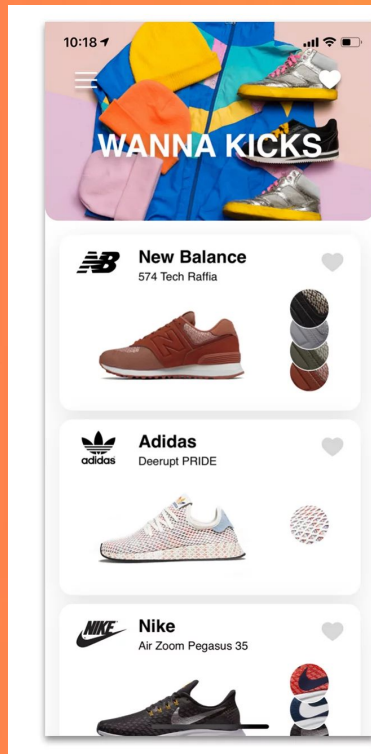 10:18
WANNA KICKS
New Balance
574 Tech Raffia
adidas
Adidas
Deerupt PRIDE
NIKE
Nike
Air Zoom Pegasus 35